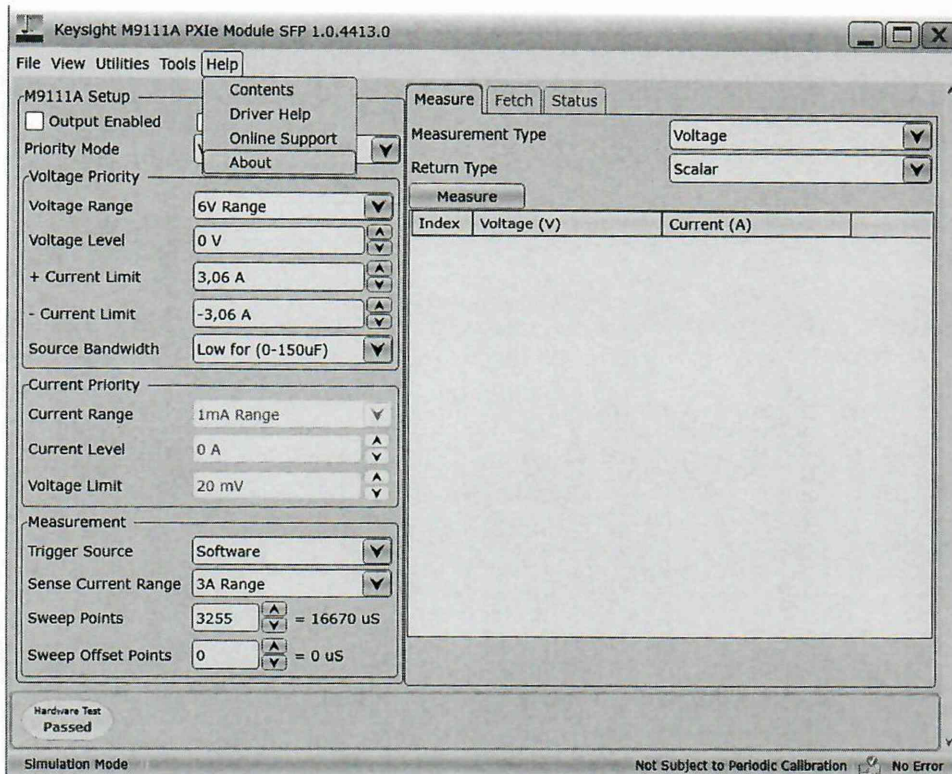 Keysight M9111A PXIe Module SFP 1.0.4413.0
File View Utilities Tools Help
Contents
Driver Help
Online Support
About
M9111A Setup
Output Enabled
Priority Mode
Voltage Priority
Voltage Range 6V Range
Voltage Level 0 V
+ Current Limit 3,06 A
- Current Limit -3,06 A
Source Bandwidth Low for (0-150uF)
Current Priority
Current Range 1mA Range
Current Level 0 A
Voltage Limit 20 mV
Measurement
Trigger Source Software
Sense Current Range 3A Range
Sweep Points 3255 = 16670 uS
Sweep Offset Points 0 = 0 uS
Measure Fetch Status
Measurement Type Voltage
Return Type Scalar
Measure
Index Voltage (V) Current (A)
Hardware Test
Passed
Simulation Mode Not Subject to Periodic Calibration No Error